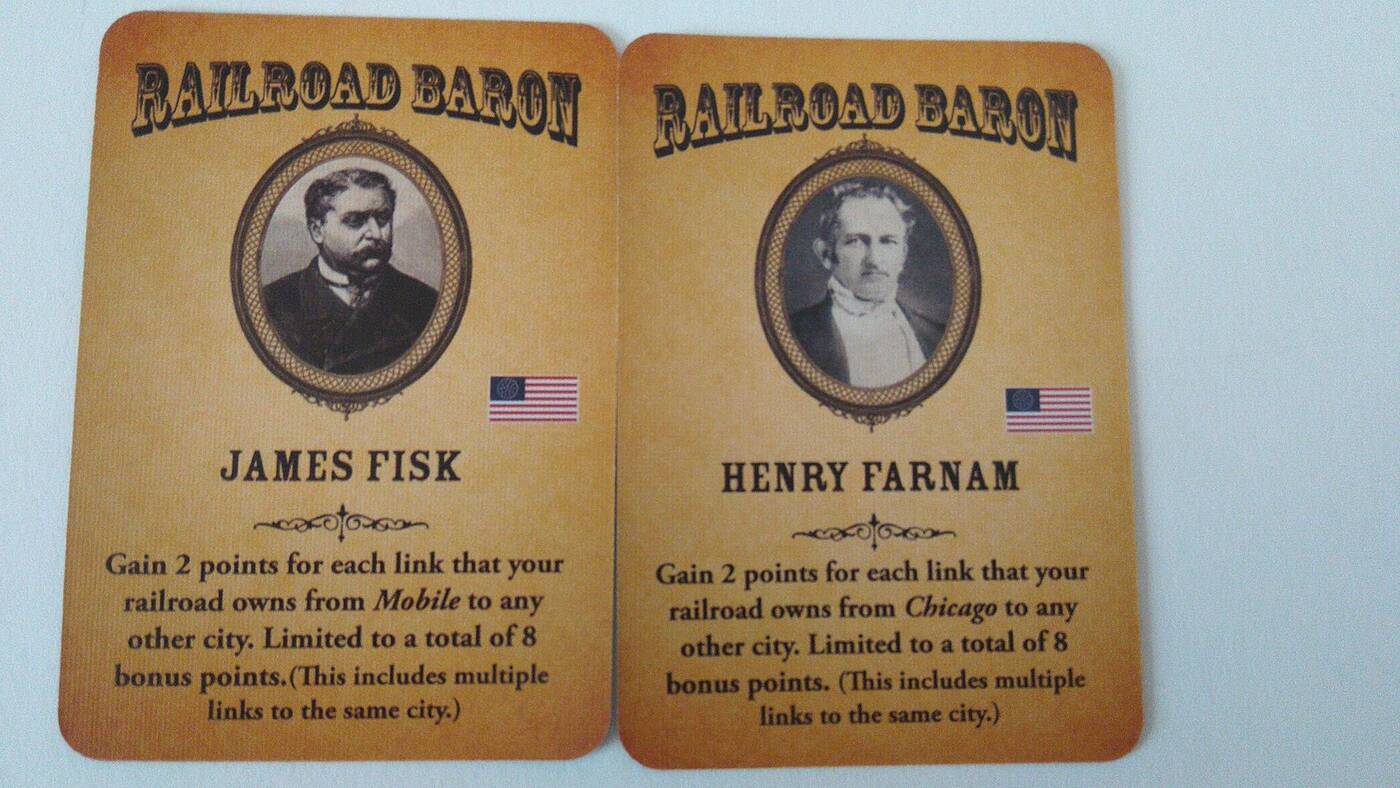 RAILROAD BARON
JAMES FISK
Gain 2 points for each link that your
railroad owns from Mobile to any
other city. Limited to a total of 8
bonus points.(This includes multiple
links to the same city.)
RAILROAD BARON
HENRY FARNAM
Gain 2 points for each link that your
railroad owns from Chicago to any
other city. Limited to a total of 8
bonus points. (This includes multiple
links to the same city.)